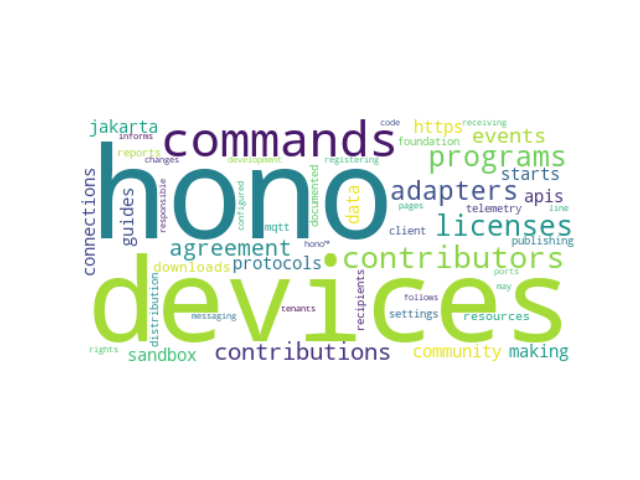 jakarta
informs
commands
code
receiving
https
events
foundation
reports
changes
development
registering
programs
hono
starts
connections
guides
responsible
configured
documented
data
adapters
apis
pages
telemetry
licenses
line
mqtt
client
publishing
agreement
hono™
contributors
downloads
protocols
devices
ports
may
distribution
recipients
follows
messaging
tenants
settings
resources
rights
sandbox
contributions
community
making